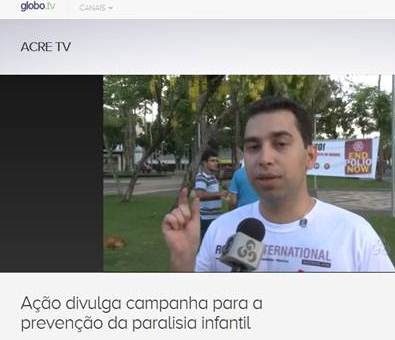 globo.tv
CANAIS
ACRE TV
END
POLIO
NOW
INTERNATIONAL
Ação divulga campanha para a
prevenção da paralisia infantil